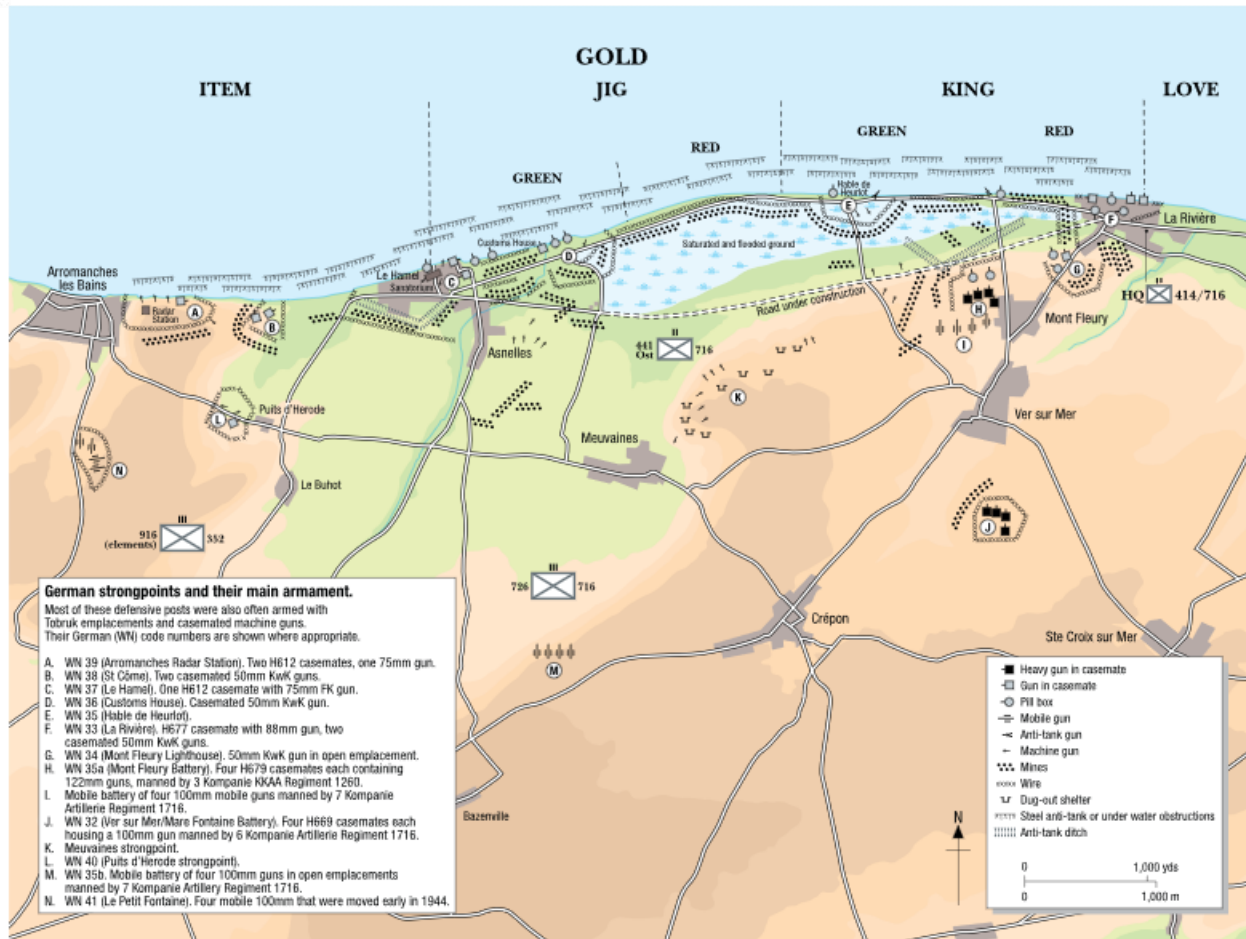 GOLD
ITEM
JIG
KING
LOVE
GREEN
RED
GREEN
RED
Hable de
Heurlot
E
F
La Rivière
Customs House
Saturated and flooded ground
D
Le Hamel
Sanatorium
C
G
Arromanches
les Bains
Radar
Station
A
B
Road under construction
H
II
HQ
414/716
Mont Fleury
I
Asnelles
II
441
Ost
716
K
L
Puits d'Herode
Ver sur Mer
Meuvaines
N
Le Buhot
J
III
916
(elements)
352
III
726
716
Crépon
Ste Croix sur Mer
M
Bazenville
German strongpoints and their main armament.
Most of these defensive posts were also often armed with
Tobruk emplacements and casemated machine guns.
Their German (WN) code numbers are shown where appropriate.
A. WN 39 (Arromanches Radar Station). Two H612 casemates, one 75mm gun.
B. WN 38 (St Côme). Two casemated 50mm KwK guns.
C. WN 37 (Le Hamel). One H612 casemate with 75mm FK gun.
D. WN 36 (Customs House). Casemated 50mm KwK gun.
E. WN 35 (Hable de Heurlot).
F. WN 33 (La Rivière). H677 casemate with 88mm gun, two
casemated 50mm KwK guns.
G. WN 34 (Mont Fleury Lighthouse). 50mm KwK gun in open emplacement.
H. WN 35a (Mont Fleury Battery). Four H679 casemates each containing
122mm guns, manned by 3 Kompanie KKAA Regiment 1260.
I. Mobile battery of four 100mm mobile guns manned by 7 Kompanie
Artillerie Regiment 1716.
J. WN 32 (Ver sur Mer/Mare Fontaine Battery). Four H669 casemates each
housing a 100mm gun manned by 6 Kompanie Artillerie Regiment 1716.
K. Meuvaines strongpoint.
L. WN 40 (Puits d'Herode strongpoint).
M. WN 35b. Mobile battery of four 100mm guns in open emplacements
manned by 7 Kompanie Artillery Regiment 1716.
N. WN 41 (Le Petit Fontaine). Four mobile 100mm that were moved early in 1944.
Heavy gun in casemate
Gun in casemate
Pill box
Mobile gun
Anti-tank gun
Machine gun
Mines
Wire
Dug-out shelter
Steel anti-tank or under water obstructions
Anti-tank ditch
N
0 1,000 yds
0 1,000 m